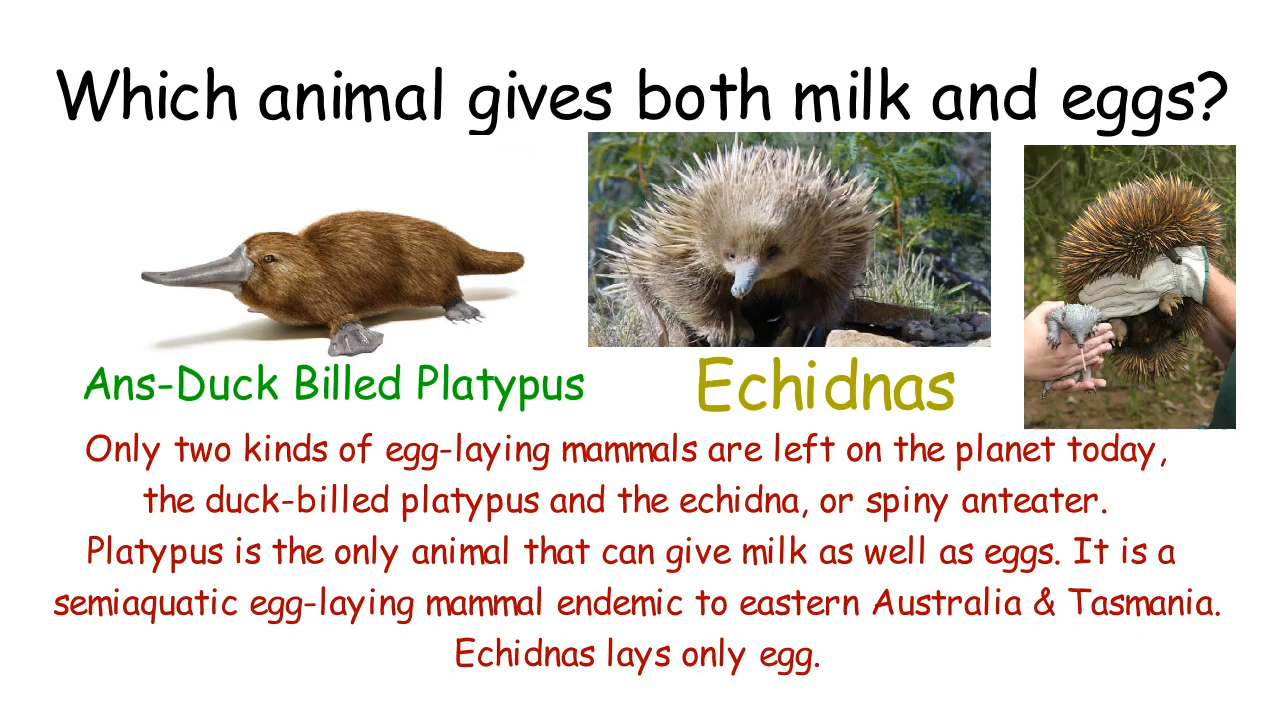 Which animal gives both milk and eggs?
Ans-Duck Billed Platypus
Echidnas
Only two kinds of egg-laying mammals are left on the planet today,
the duck-billed platypus and the echidna, or spiny anteater.
Platypus is the only animal that can give milk as well as eggs. It is a
semiaquatic egg-laying mammal endemic to eastern Australia & Tasmania.
Echidnas lays only egg.